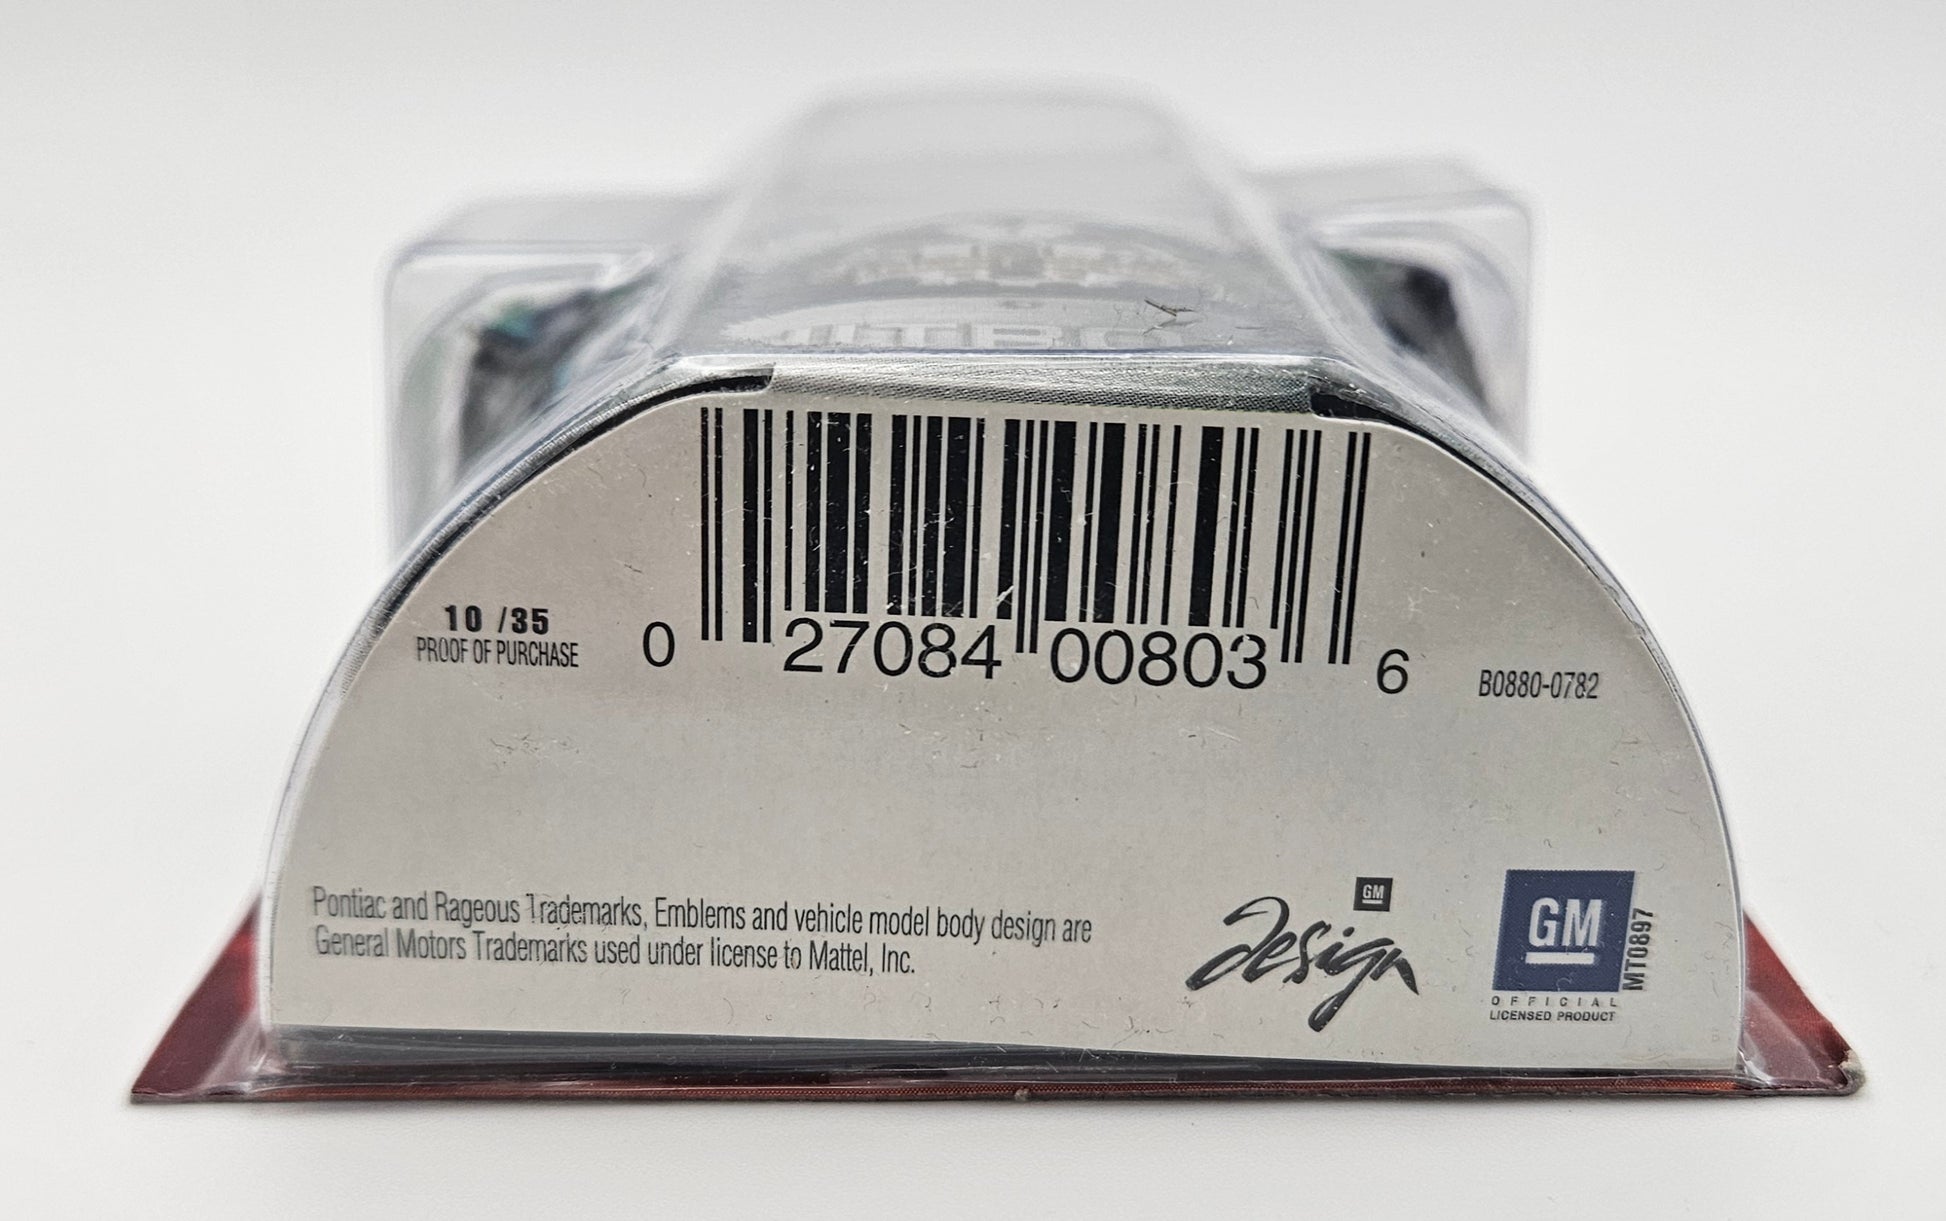 10 /35
PROOF OF PURCHASE
0 27084 00803 6
B0880-0782
Pontiac and Rageous Trademarks, Emblems and vehicle model body design are
General Motors Trademarks used under license to Mattel, Inc.
GM
design
GM
MT0897
OFFICIAL
LICENSED PRODUCT